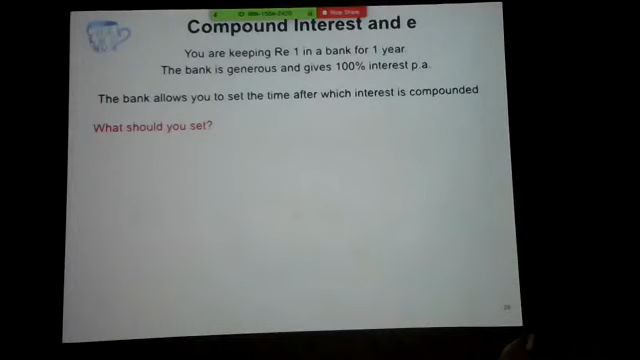 Compound Interest and e
You are keeping Re 1 in a bank for 1 year
The bank is generous and gives 100% interest p.a.
The bank allows you to set the time after which interest is compounded
What should you set?